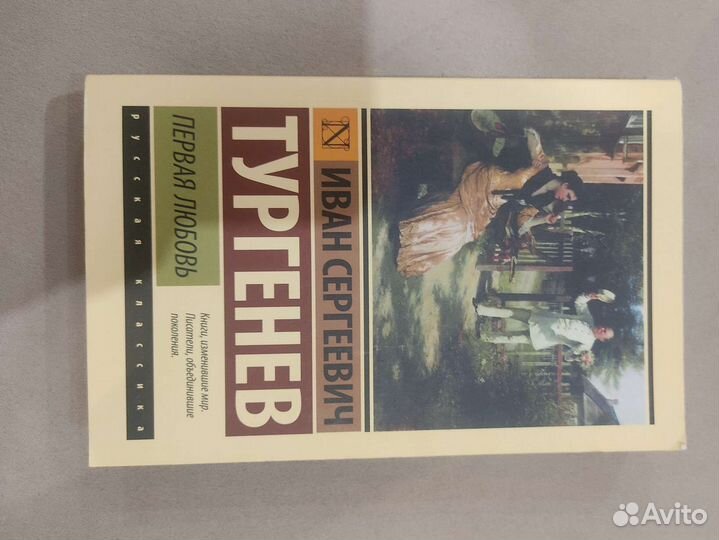 ИВАН СЕРГЕЕВИЧ
ТУРГЕНЕВ
ПЕРВАЯ ЛЮБОВЬ
Книги, изменившие мир.
Писатели, объединившие
поколения.
русская классика
Avito